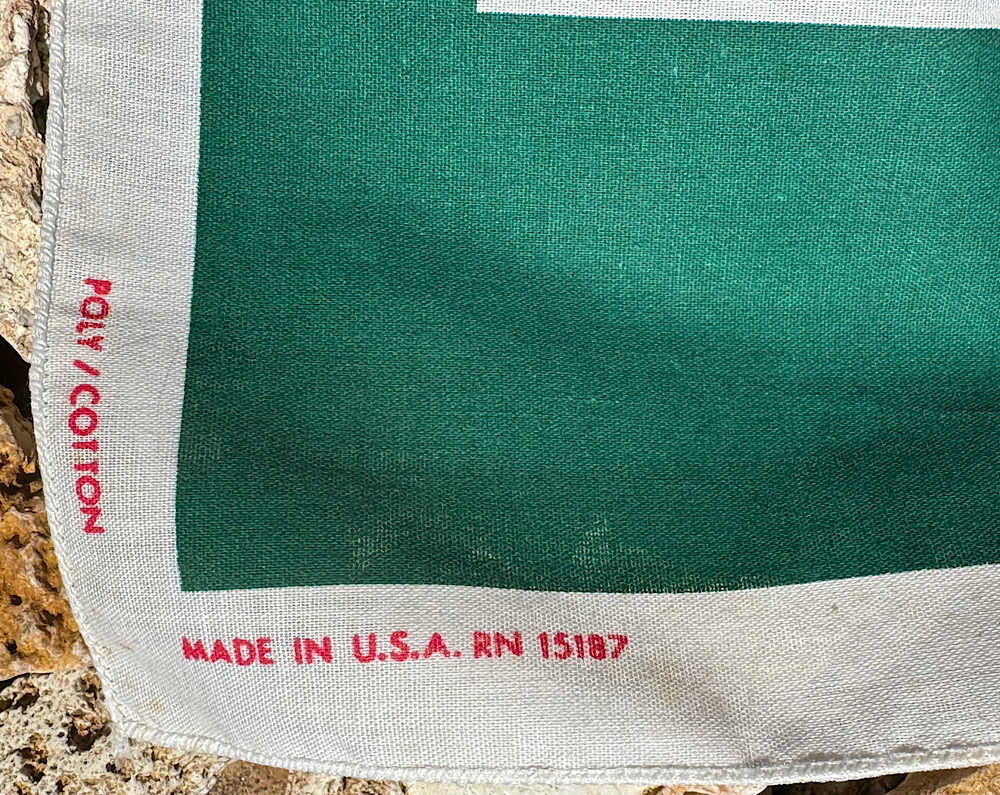 POLY / COTTON
MADE IN U.S.A. RN 15187